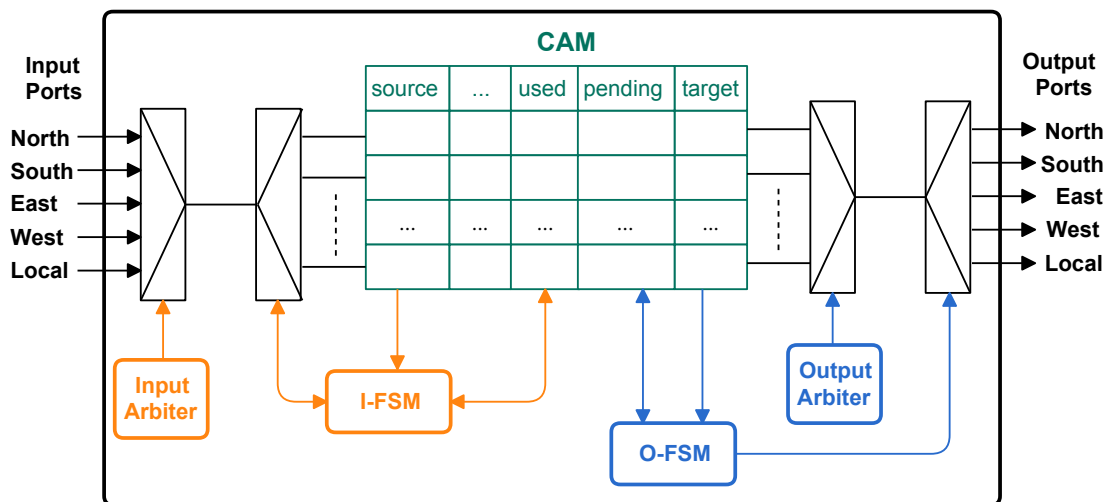 CAM
Input
Ports
Output
Ports
source ... used pending target
North
South
East
West
Local
... ... ... ... ...
North
South
East
West
Local
Input
Arbiter
I-FSM
Output
Arbiter
O-FSM